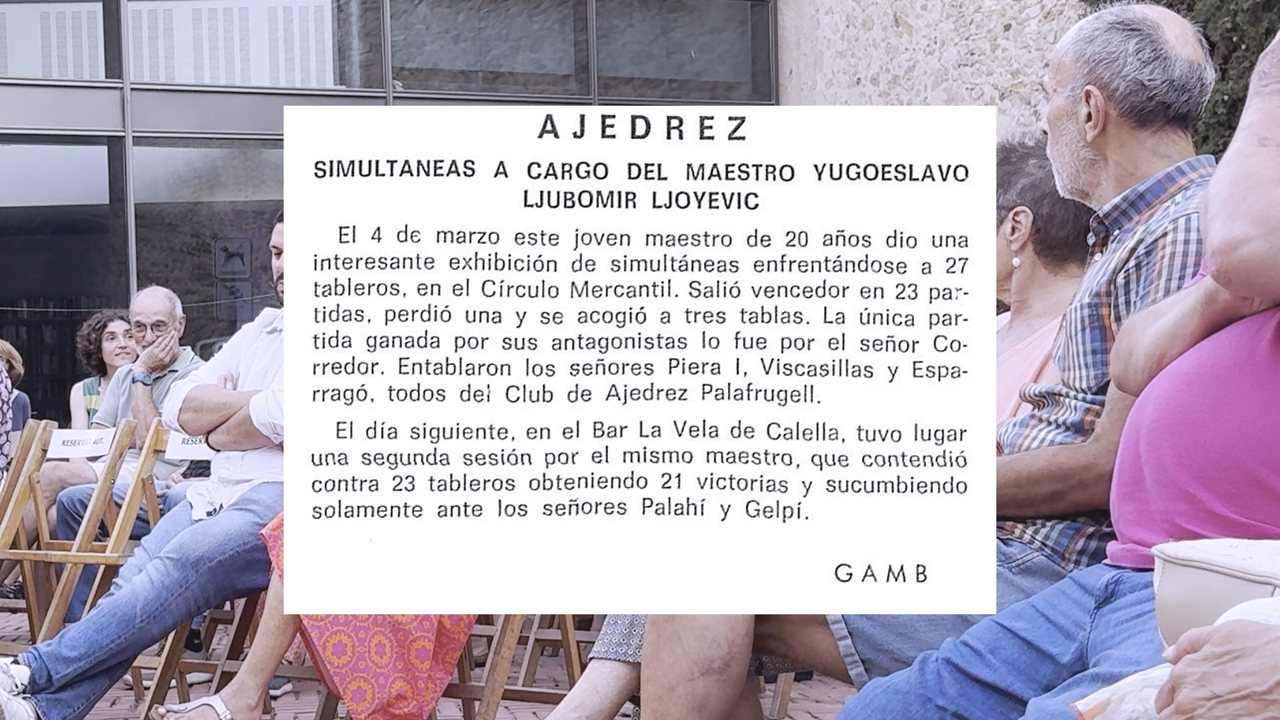 AJEDREZ
SIMULTANEAS A CARGO DEL MAESTRO YUGOESLAVO
LJUBOMIR LJOYEVIC
El 4 de marzo este joven maestro de 20 años dio una
interesante exhibición de simultáneas enfrentándose a 27
tableros, en el Círculo Mercantil. Salió vencedor en 23 par-
tidas, perdió una y se acogió a tres tablas. La única par-
tida ganada por sus antagonistas lo fue por el señor Co-
rredor. Entablaron los señores Piera I, Viscasillas y Espa-
rragó, todos del Club de Ajedrez Palafrugell.
El día siguiente, en el Bar La Vela de Calella, tuvo lugar
una segunda sesión por el mismo maestro, que contendió
contra 23 tableros obteniendo 21 victorias y sucumbiendo
solamente ante los señores Palahí y Gelpí.
GAMB